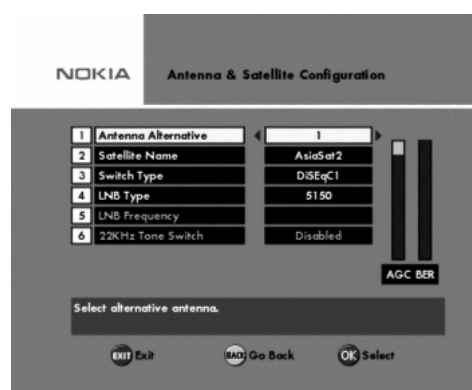 NOKIA
Antenna & Satellite Configuration
1 Antenna Alternative 1
2 Satellite Name AsiaSat2
3 Switch Type DiSEqC1
4 LNB Type 5150
5 LNB Frequency
6 22KHz Tone Switch Disabled
AGC BER
Select alternative antenna.
EXIT Exit BACK Go Back OK Select